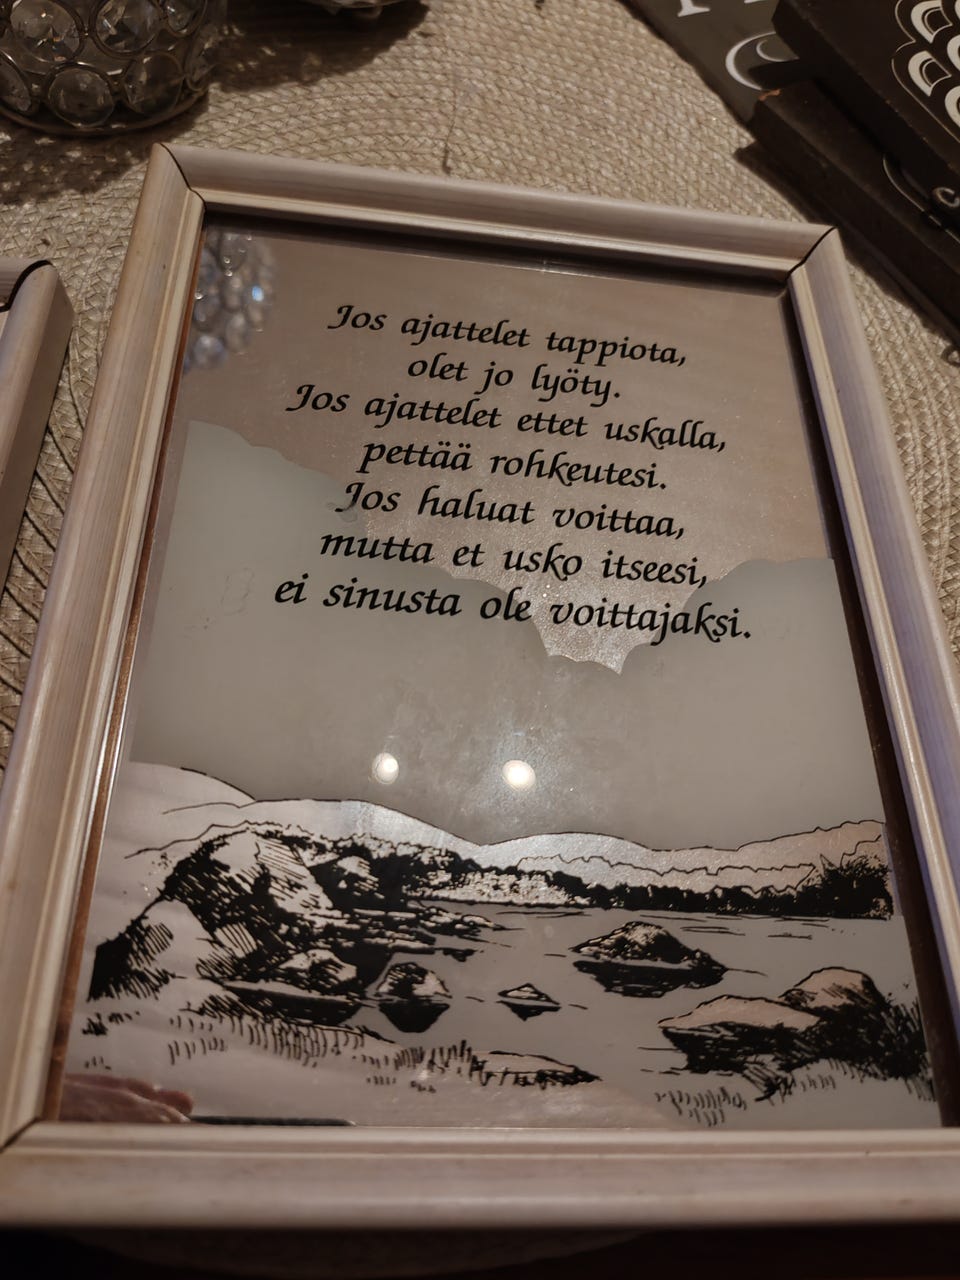 Jos ajattelet tappiota,
olet jo lyöty.
Jos ajattelet ettet uskalla,
pettää rohkeutesi.
Jos haluat voittaa,
mutta et usko itseesi,
ei sinusta ole voittajaksi.